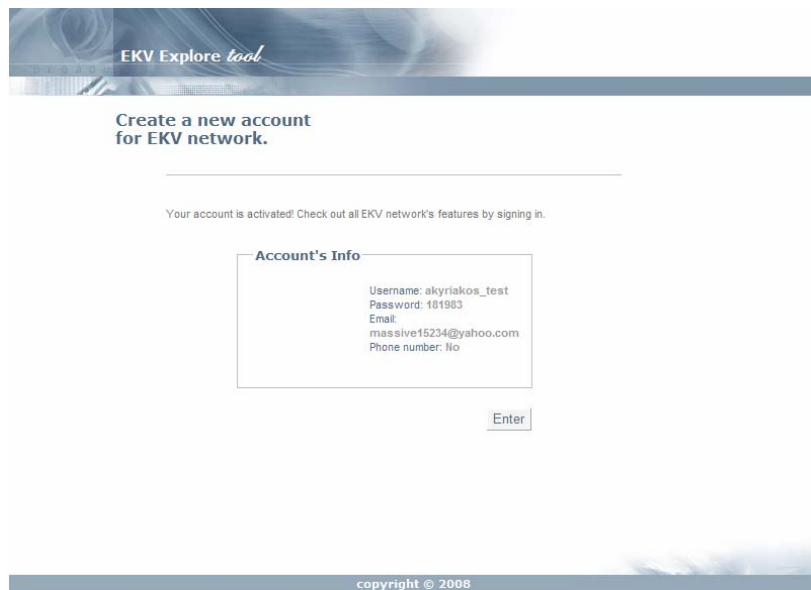 EKV Explore tool
Create a new account
for EKV network.
Your account is activated! Check out all EKV network's features by signing in.
Account's Info
Username: akyriakos_test
Password: 181983
Email:
massive15234@yahoo.com
Phone number: No
Enter
copyright © 2008